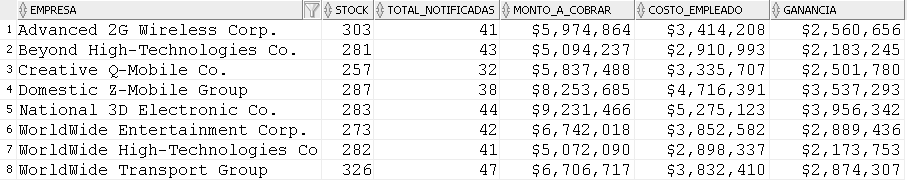 EMPRESA STOCK TOTAL_NOTIFICADAS MONTO_A_COBRAR COSTO_EMPLEADO GANANCIA
1 Advanced 2G Wireless Corp. 303 41 $5,974,864 $3,414,208 $2,560,656
2 Beyond High-Technologies Co. 281 43 $5,094,237 $2,910,993 $2,183,245
3 Creative Q-Mobile Co. 257 32 $5,837,488 $3,335,707 $2,501,780
4 Domestic Z-Mobile Group 287 38 $8,253,685 $4,716,391 $3,537,293
5 National 3D Electronic Co. 283 44 $9,231,466 $5,275,123 $3,956,342
6 WorldWide Entertainment Corp. 273 42 $6,742,018 $3,852,582 $2,889,436
7 WorldWide High-Technologies Co 282 41 $5,072,090 $2,898,337 $2,173,753
8 WorldWide Transport Group 326 47 $6,706,717 $3,832,410 $2,874,307